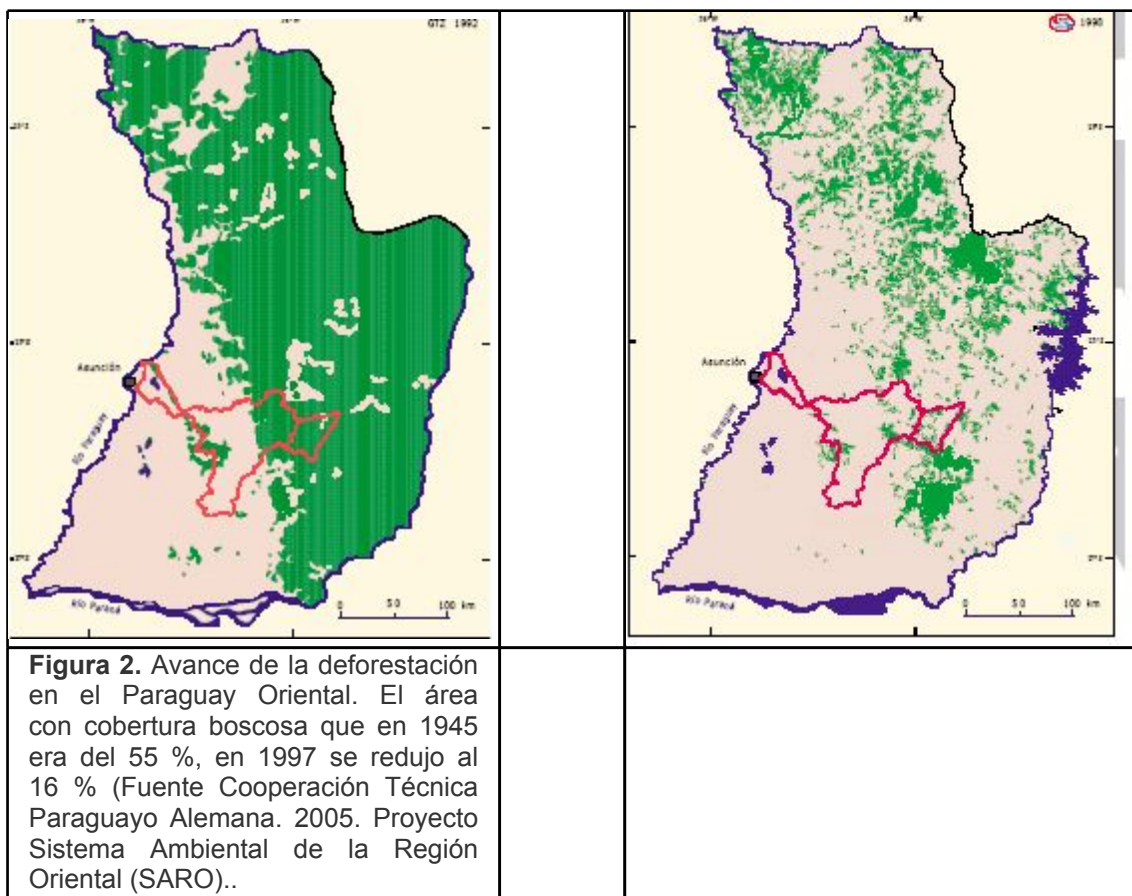 GTZ 1992
Asunción
Río Paraguay
Río Paraná
0 50 100 km
1998
Asunción
Río Paraguay
Río Paraná
0 50 100 km
Figura 2. Avance de la deforestación
en el Paraguay Oriental. El área
con cobertura boscosa que en 1945
era del 55 %, en 1997 se redujo al
16 % (Fuente Cooperación Técnica
Paraguayo Alemana. 2005. Proyecto
Sistema Ambiental de la Región
Oriental (SARO)..